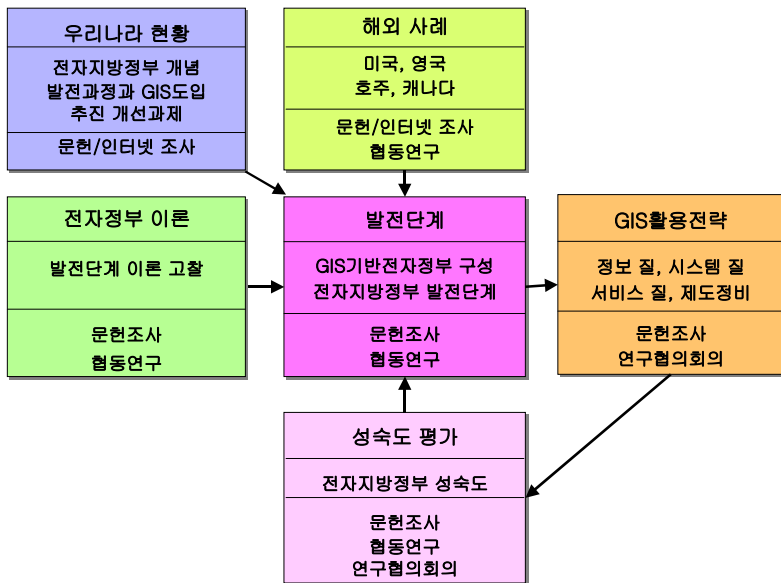 우리나라 현황
전자지방정부 개념
발전과정과 GIS도입
추진 개선과제
문헌/인터넷 조사
해외 사례
미국, 영국
호주, 캐나다
문헌/인터넷 조사
협동연구
전자정부 이론
발전단계 이론 고찰
문헌조사
협동연구
발전단계
GIS기반전자정부 구성
전자지방정부 발전단계
문헌조사
협동연구
GIS활용전략
정보 질, 시스템 질
서비스 질, 제도정비
문헌조사
연구협의회의
성숙도 평가
전자지방정부 성숙도
문헌조사
협동연구
연구협의회의